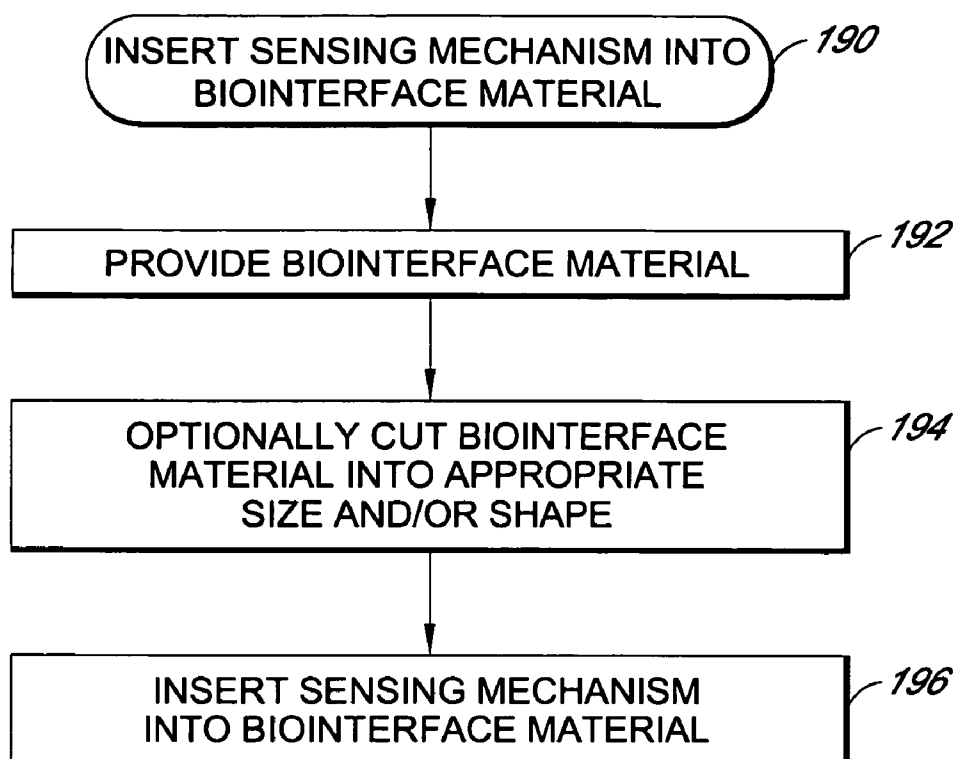 INSERT SENSING MECHANISM INTO
BIOINTERFACE MATERIAL
190
PROVIDE BIOINTERFACE MATERIAL
192
OPTIONALLY CUT BIOINTERFACE
MATERIAL INTO APPROPRIATE
SIZE AND/OR SHAPE
194
INSERT SENSING MECHANISM
INTO BIOINTERFACE MATERIAL
196